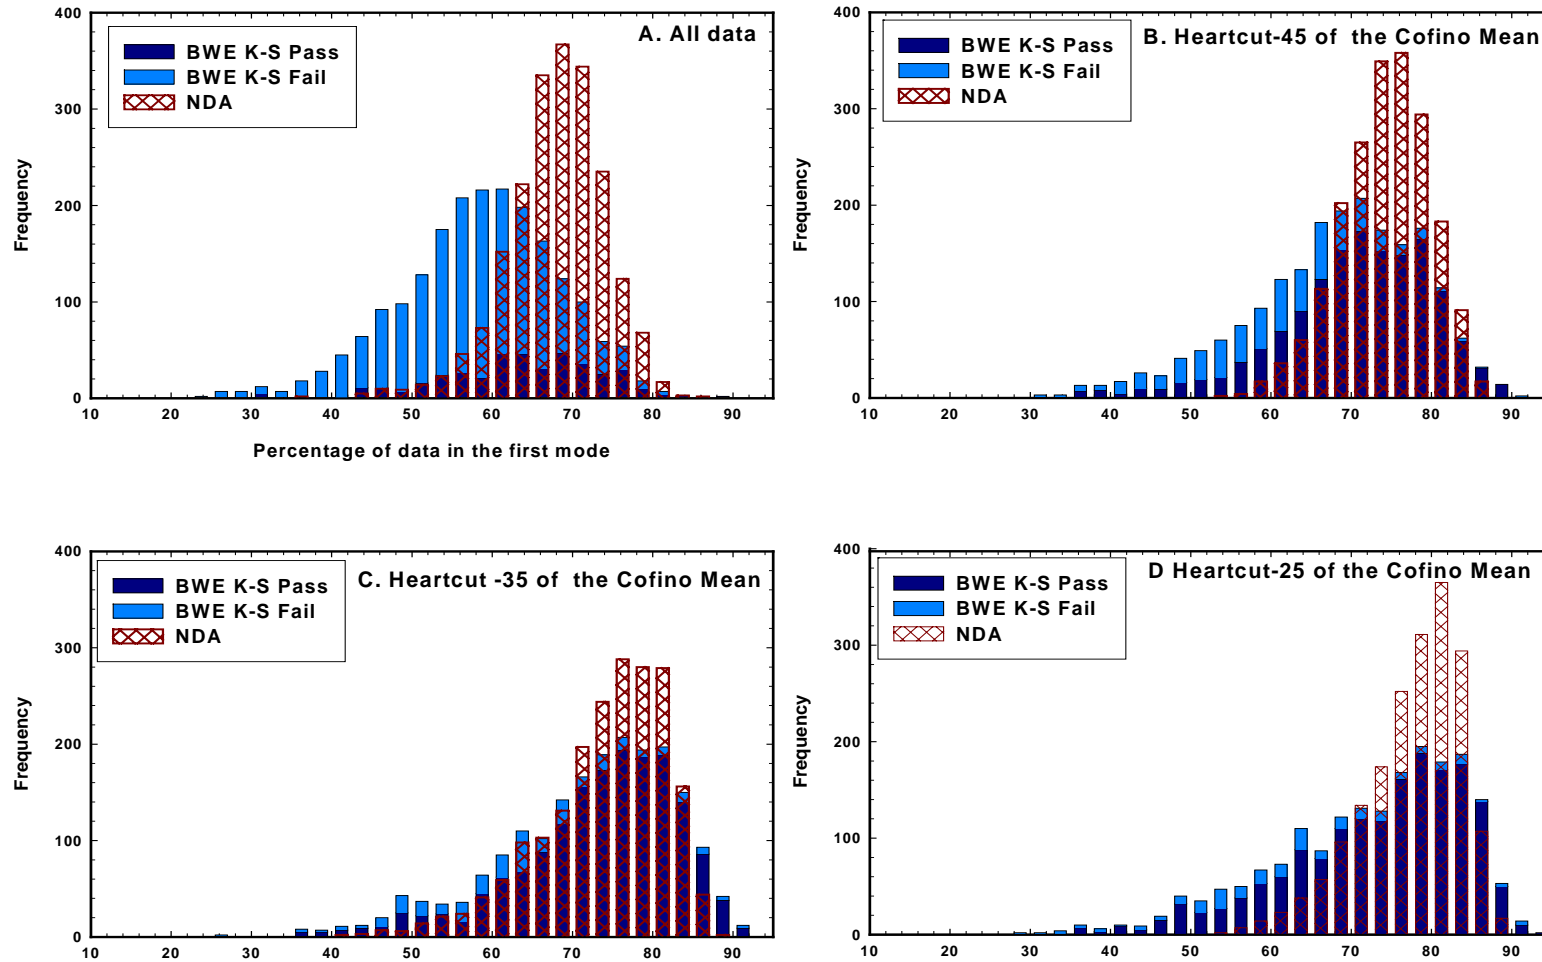 A. All data
BWE K-S Pass
BWE K-S Fail
NDA
400
300
200
100
0
Frequency
10 20 30 40 50 60 70 80 90
Percentage of data in the first mode
B. Heartcut-45 of the Cofino Mean
BWE K-S Pass
BWE K-S Fail
NDA
400
300
200
100
0
Frequency
10 20 30 40 50 60 70 80 90
C. Heartcut -35 of the Cofino Mean
BWE K-S Pass
BWE K-S Fail
NDA
400
300
200
100
0
Frequency
10 20 30 40 50 60 70 80 90
D Heartcut-25 of the Cofino Mean
BWE K-S Pass
BWE K-S Fail
NDA
400
300
200
100
0
Frequency
10 20 30 40 50 60 70 80 90